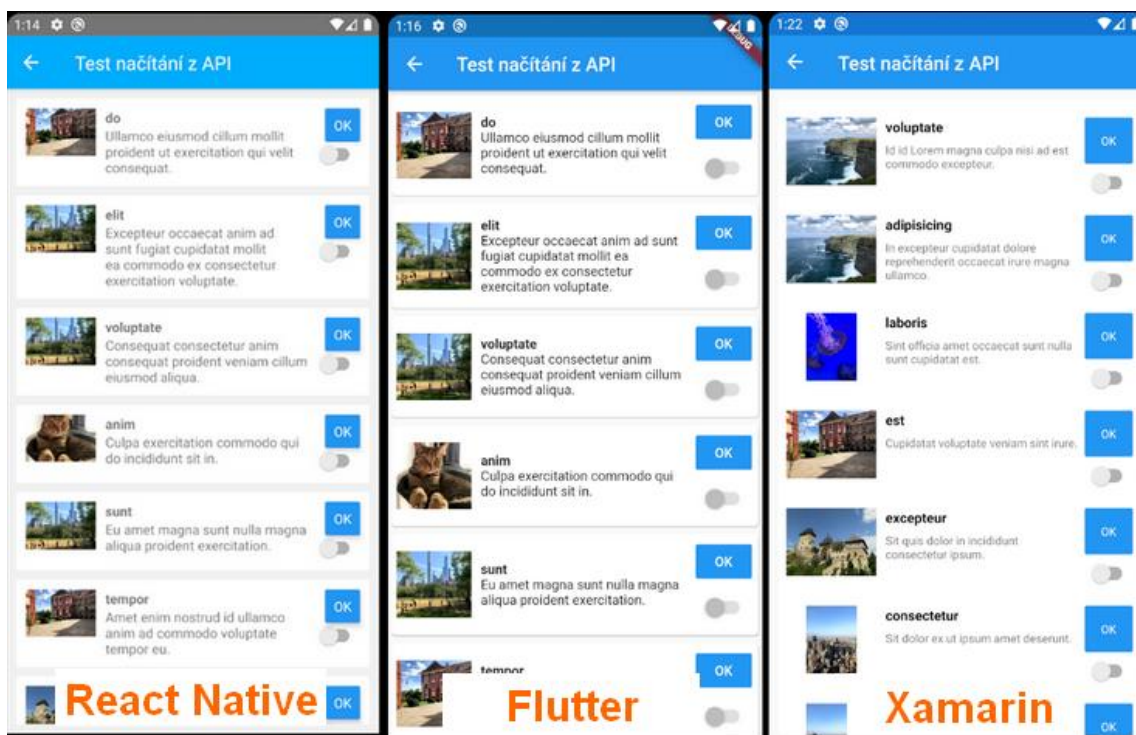 1:14
Test načítání z API
do
Ullamco eiusmod cillum mollit
proident ut exercitation qui velit
consequat.
OK
elit
Excepteur occaecat anim ad
sunt fugiat cupidatat mollit
ea commodo ex consectetur
exercitation voluptate.
OK
voluptate
Consequat consectetur anim
consequat proident veniam cillum
eiusmod aliqua.
OK
anim
Culpa exercitation commodo qui
do incididunt sit in.
OK
sunt
Eu amet magna sunt nulla magna
aliqua proident exercitation.
OK
tempor
Amet enim nostrud id ullamco
anim ad commodo voluptate
tempor eu.
OK
OK
React Native
1:16
DEBUG
Test načítání z API
do
Ullamco eiusmod cillum mollit
proident ut exercitation qui velit
consequat.
OK
elit
Excepteur occaecat anim ad sunt
fugiat cupidatat mollit ea
commodo ex consectetur
exercitation voluptate.
OK
voluptate
Consequat consectetur anim
consequat proident veniam cillum
eiusmod aliqua.
OK
anim
Culpa exercitation commodo qui
do incididunt sit in.
OK
sunt
Eu amet magna sunt nulla magna
aliqua proident exercitation.
OK
tempor
OK
Flutter
1:22
Test načítání z API
voluptate
Id id Lorem magna culpa nisi ad est
commodo excepteur.
OK
adipisicing
In excepteur cupidatat dolore
reprehenderit occaecat irure magna
ullamco.
OK
laboris
Sint officia amet occaecat sunt nulla
sunt cupidatat est.
OK
est
Cupidatat voluptate veniam sint irure.
OK
excepteur
Sit quis dolor in incididunt
consectetur ipsum.
OK
consectetur
Sit dolor ex ut ipsum amet deserunt.
OK
OK
Xamarin